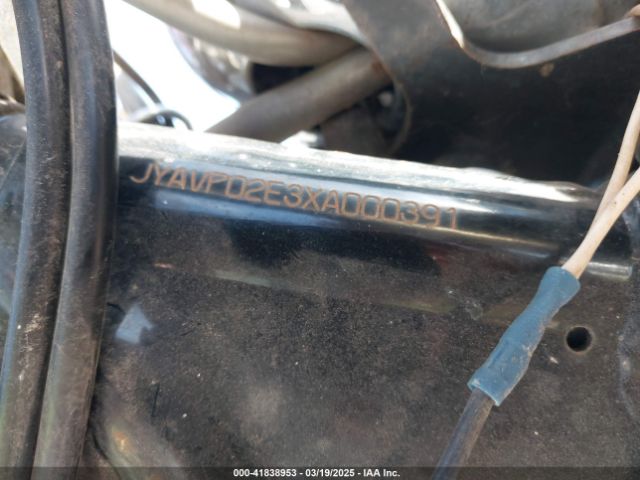 JYAVP02E3XA000391
000-41838953 — 03/19/2025 — IAA Inc.